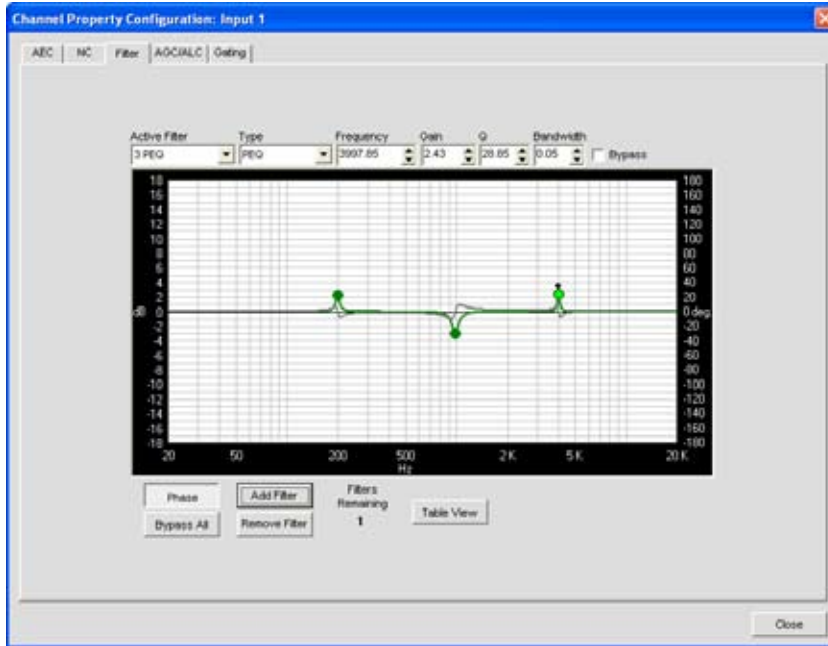 Channel Property Configuration: Input 1
AEC NC Filter AGC/ALC Gating
Active Filter Type Frequency Gain Q Bandwidth
3 PEQ PEQ 3997.85 2.43 28.85 0.05 Bypass
18 180
16 160
14 140
12 120
10 100
8 80
6 60
4 40
2 20
dB 0 0 deg
-2 -20
-4 -40
-6 -60
-8 -80
-10 -100
-12 -120
-14 -140
-16 -160
-18 -180
20 50 200 500 2 K 5 K 20 K
Hz
Phase Add Filter Filters Remaining
Bypass All Remove Filter 1 Table View
Close